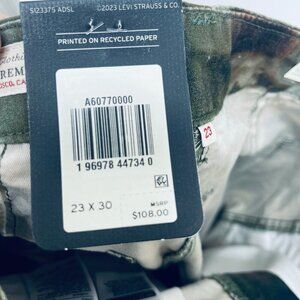 S123375 ADSL ©2023 LEVI STRAUSS & CO.
PRINTED ON RECYCLED PAPER
A60770000
1 96978 44734 0
23 X 30
MSRP
$108.00
23